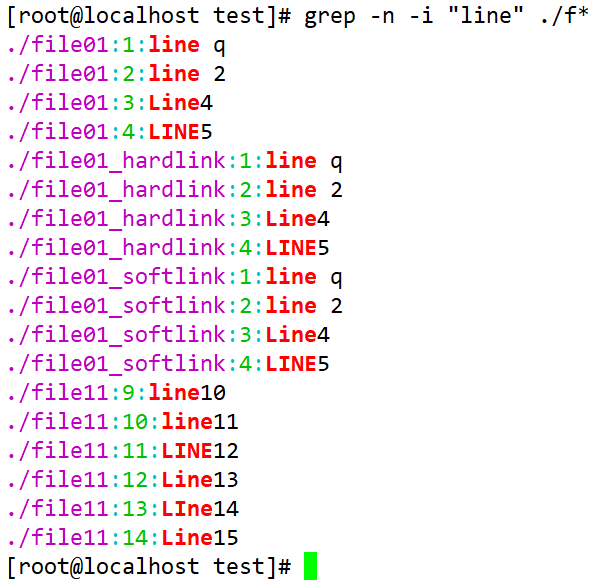 [root@localhost test]# grep -n -i "line" ./f*
./file01:1:line q
./file01:2:line 2
./file01:3:Line4
./file01:4:LINE5
./file01_hardlink:1:line q
./file01_hardlink:2:line 2
./file01_hardlink:3:Line4
./file01_hardlink:4:LINE5
./file01_softlink:1:line q
./file01_softlink:2:line 2
./file01_softlink:3:Line4
./file01_softlink:4:LINE5
./file11:9:line10
./file11:10:line11
./file11:11:LINE12
./file11:12:Line13
./file11:13:LIne14
./file11:14:Line15
[root@localhost test]#